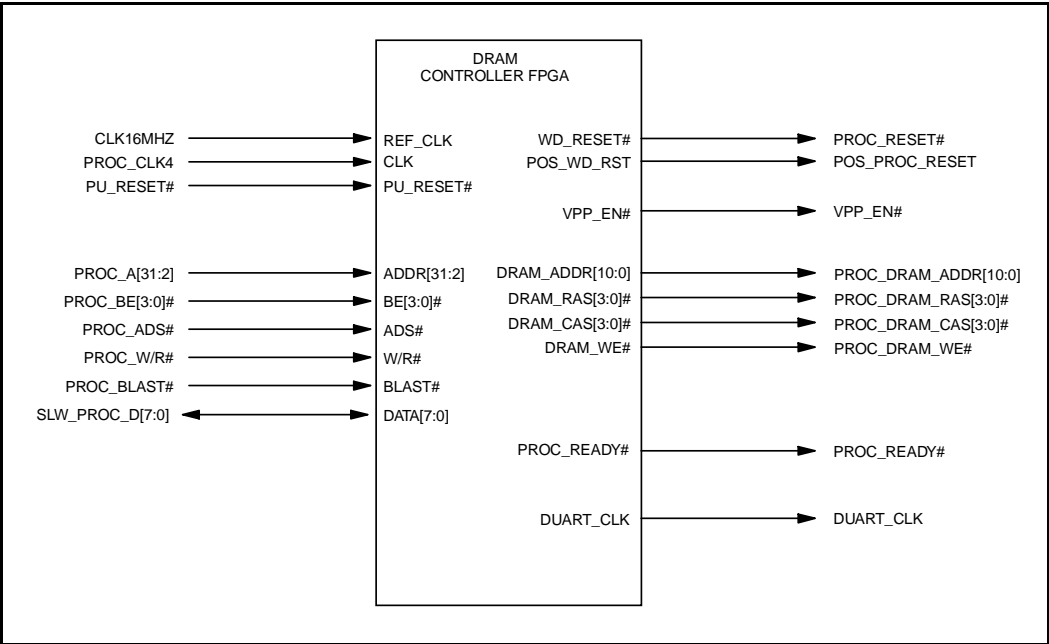 DRAM
CONTROLLER FPGA
CLK16MHZ REF_CLK WD_RESET# PROC_RESET#
PROC_CLK4 CLK POS_WD_RST POS_PROC_RESET
PU_RESET# PU_RESET#
VPP_EN# VPP_EN#
PROC_A[31:2] ADDR[31:2] DRAM_ADDR[10:0] PROC_DRAM_ADDR[10:0]
PROC_BE[3:0]# BE[3:0]# DRAM_RAS[3:0]# PROC_DRAM_RAS[3:0]#
PROC_ADS# ADS# DRAM_CAS[3:0]# PROC_DRAM_CAS[3:0]#
PROC_W/R# W/R# DRAM_WE# PROC_DRAM_WE#
PROC_BLAST# BLAST#
SLW_PROC_D[7:0] DATA[7:0]
PROC_READY# PROC_READY#
DUART_CLK DUART_CLK